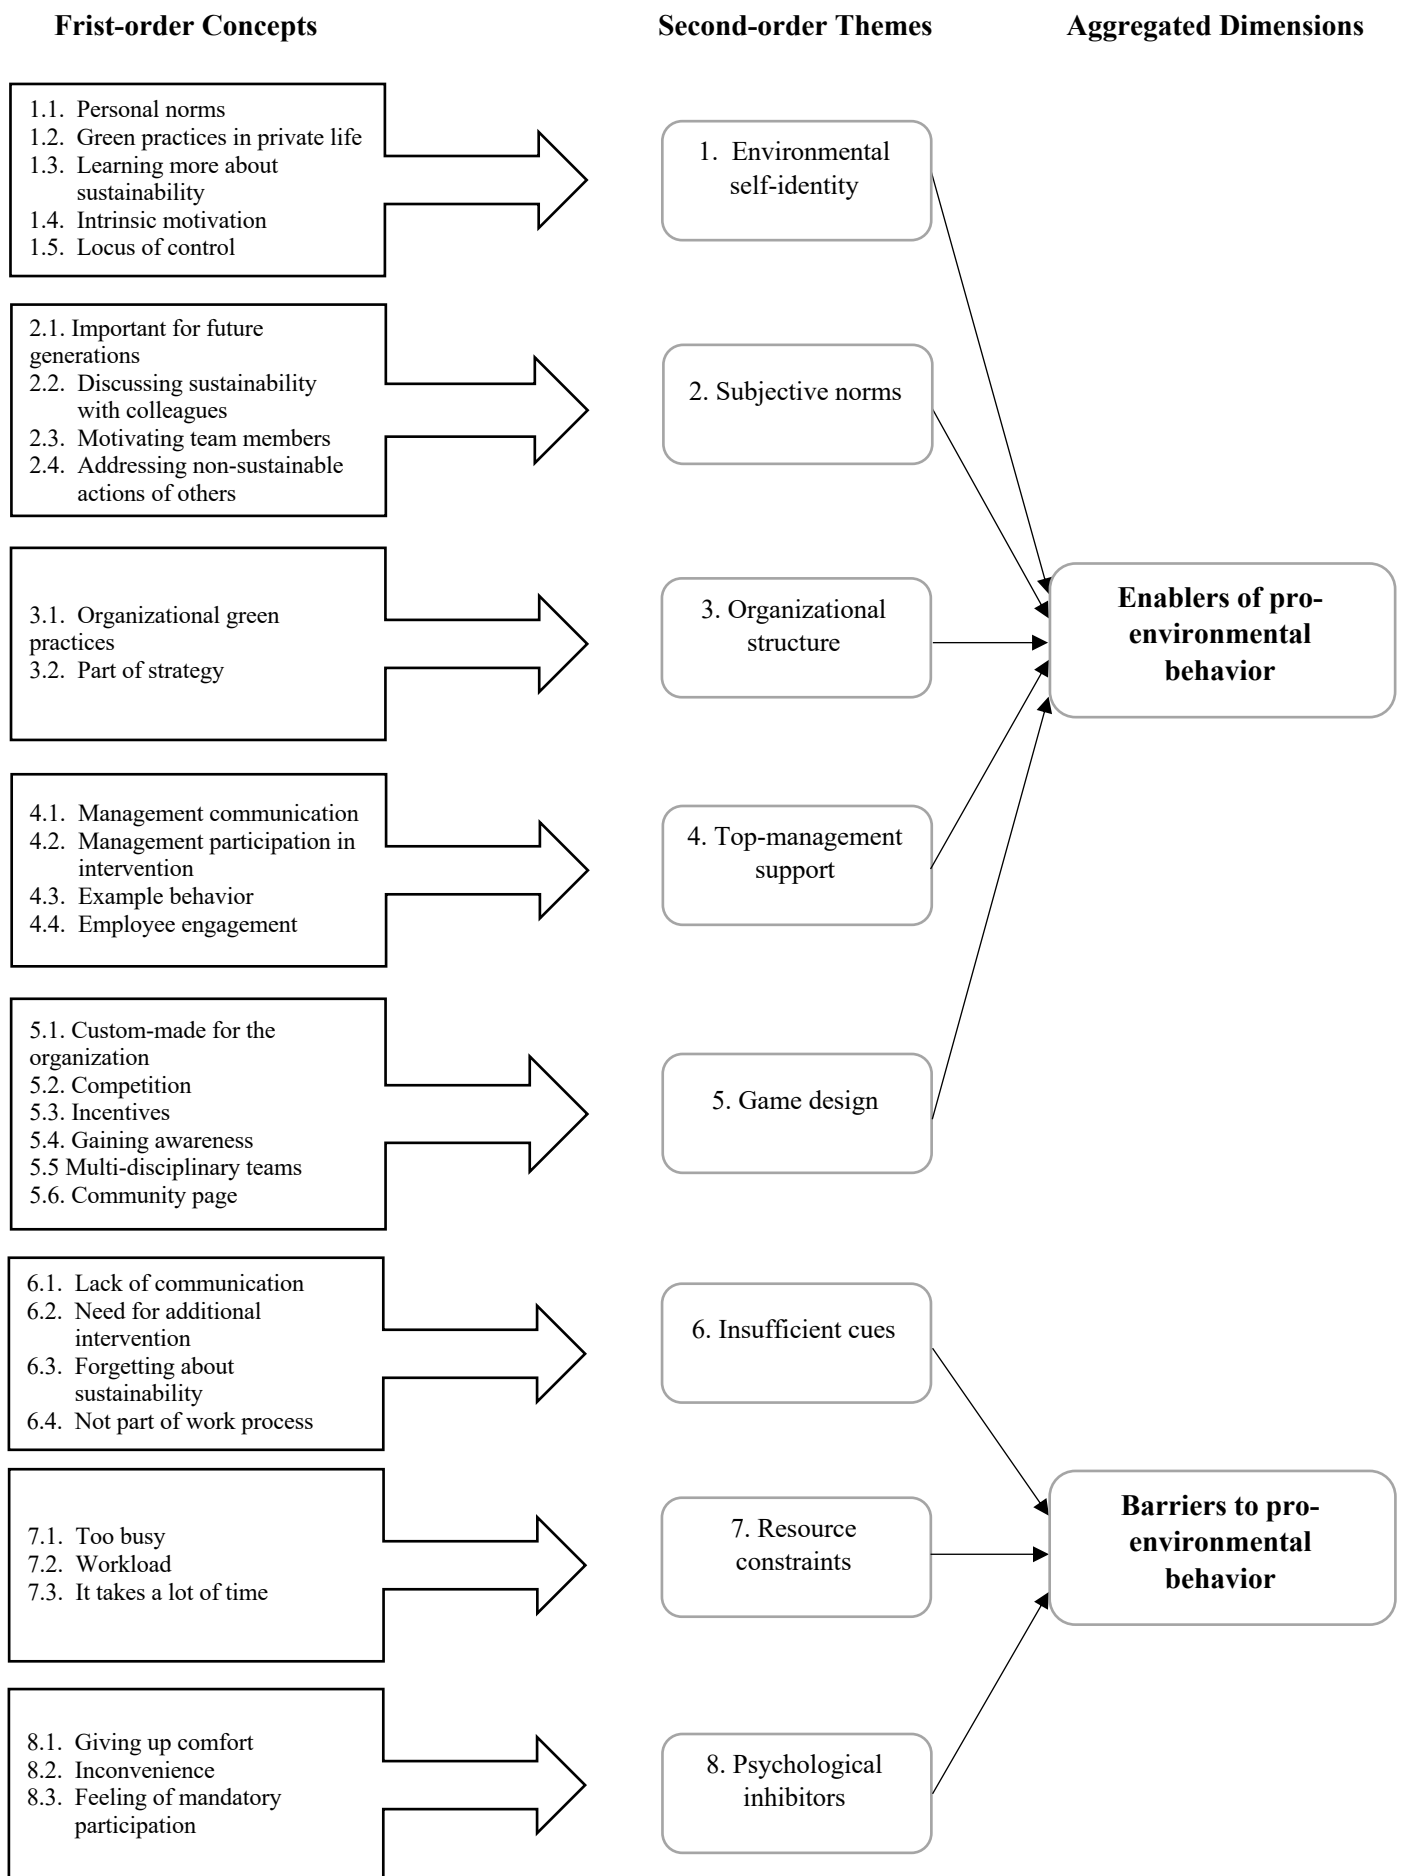 Frist-order Concepts
Second-order Themes
Aggregated Dimensions
1.1. Personal norms
1.2. Green practices in private life
1.3. Learning more about
sustainability
1.4. Intrinsic motivation
1.5. Locus of control
1. Environmental
self-identity
2.1. Important for future
generations
2.2. Discussing sustainability
with colleagues
2.3. Motivating team members
2.4. Addressing non-sustainable
actions of others
2. Subjective norms
3.1. Organizational green
practices
3.2. Part of strategy
3. Organizational
structure
Enablers of pro-
environmental
behavior
4.1. Management communication
4.2. Management participation in
intervention
4.3. Example behavior
4.4. Employee engagement
4. Top-management
support
5.1. Custom-made for the
organization
5.2. Competition
5.3. Incentives
5.4. Gaining awareness
5.5 Multi-disciplinary teams
5.6. Community page
5. Game design
6.1. Lack of communication
6.2. Need for additional
intervention
6.3. Forgetting about
sustainability
6.4. Not part of work process
6. Insufficient cues
7.1. Too busy
7.2. Workload
7.3. It takes a lot of time
7. Resource
constraints
Barriers to pro-
environmental
behavior
8.1. Giving up comfort
8.2. Inconvenience
8.3. Feeling of mandatory
participation
8. Psychological
inhibitors